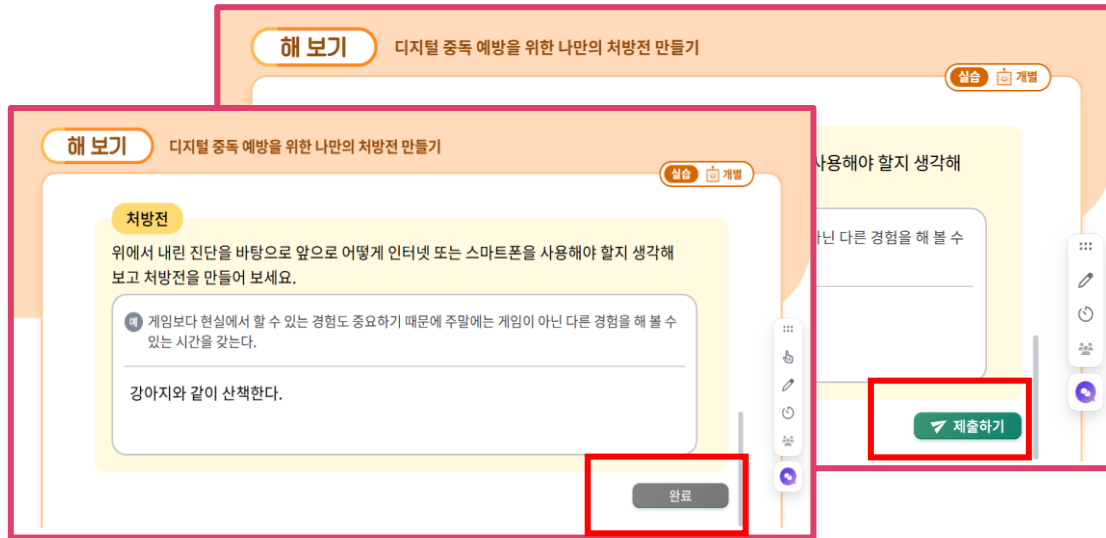 해 보기 디지털 중독 예방을 위한 나만의 처방전 만들기
실습 개별
사용해야 할지 생각해
닌 다른 경험을 해 볼 수
제출하기
해 보기 디지털 중독 예방을 위한 나만의 처방전 만들기
실습 개별
처방전
위에서 내린 진단을 바탕으로 앞으로 어떻게 인터넷 또는 스마트폰을 사용해야 할지 생각해
보고 처방전을 만들어 보세요.
예 게임보다 현실에서 할 수 있는 경험도 중요하기 때문에 주말에는 게임이 아닌 다른 경험을 해 볼 수
있는 시간을 갖는다.
강아지와 같이 산책한다.
완료